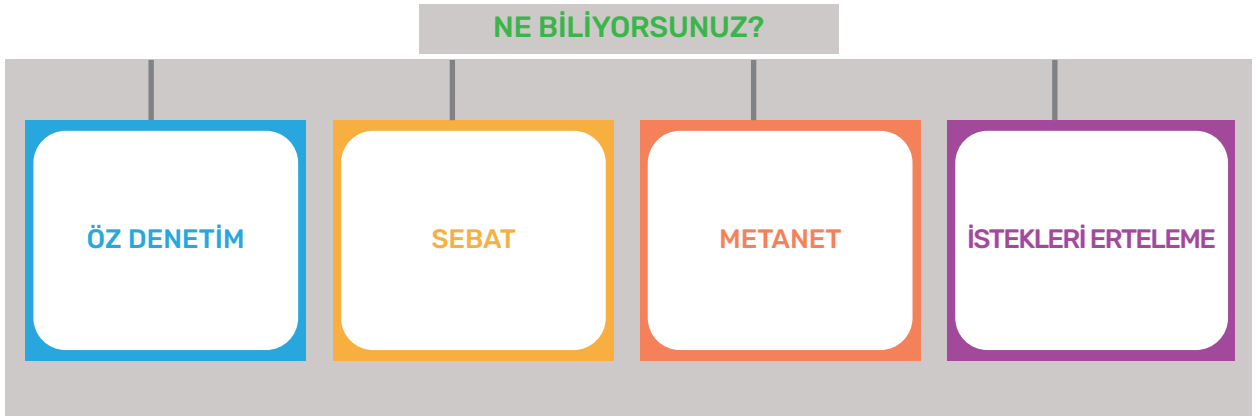 NE BİLİYORSUNUZ?
ÖZ DENETİM
SEBAT
METANET
İSTEKLERİ ERTELEME